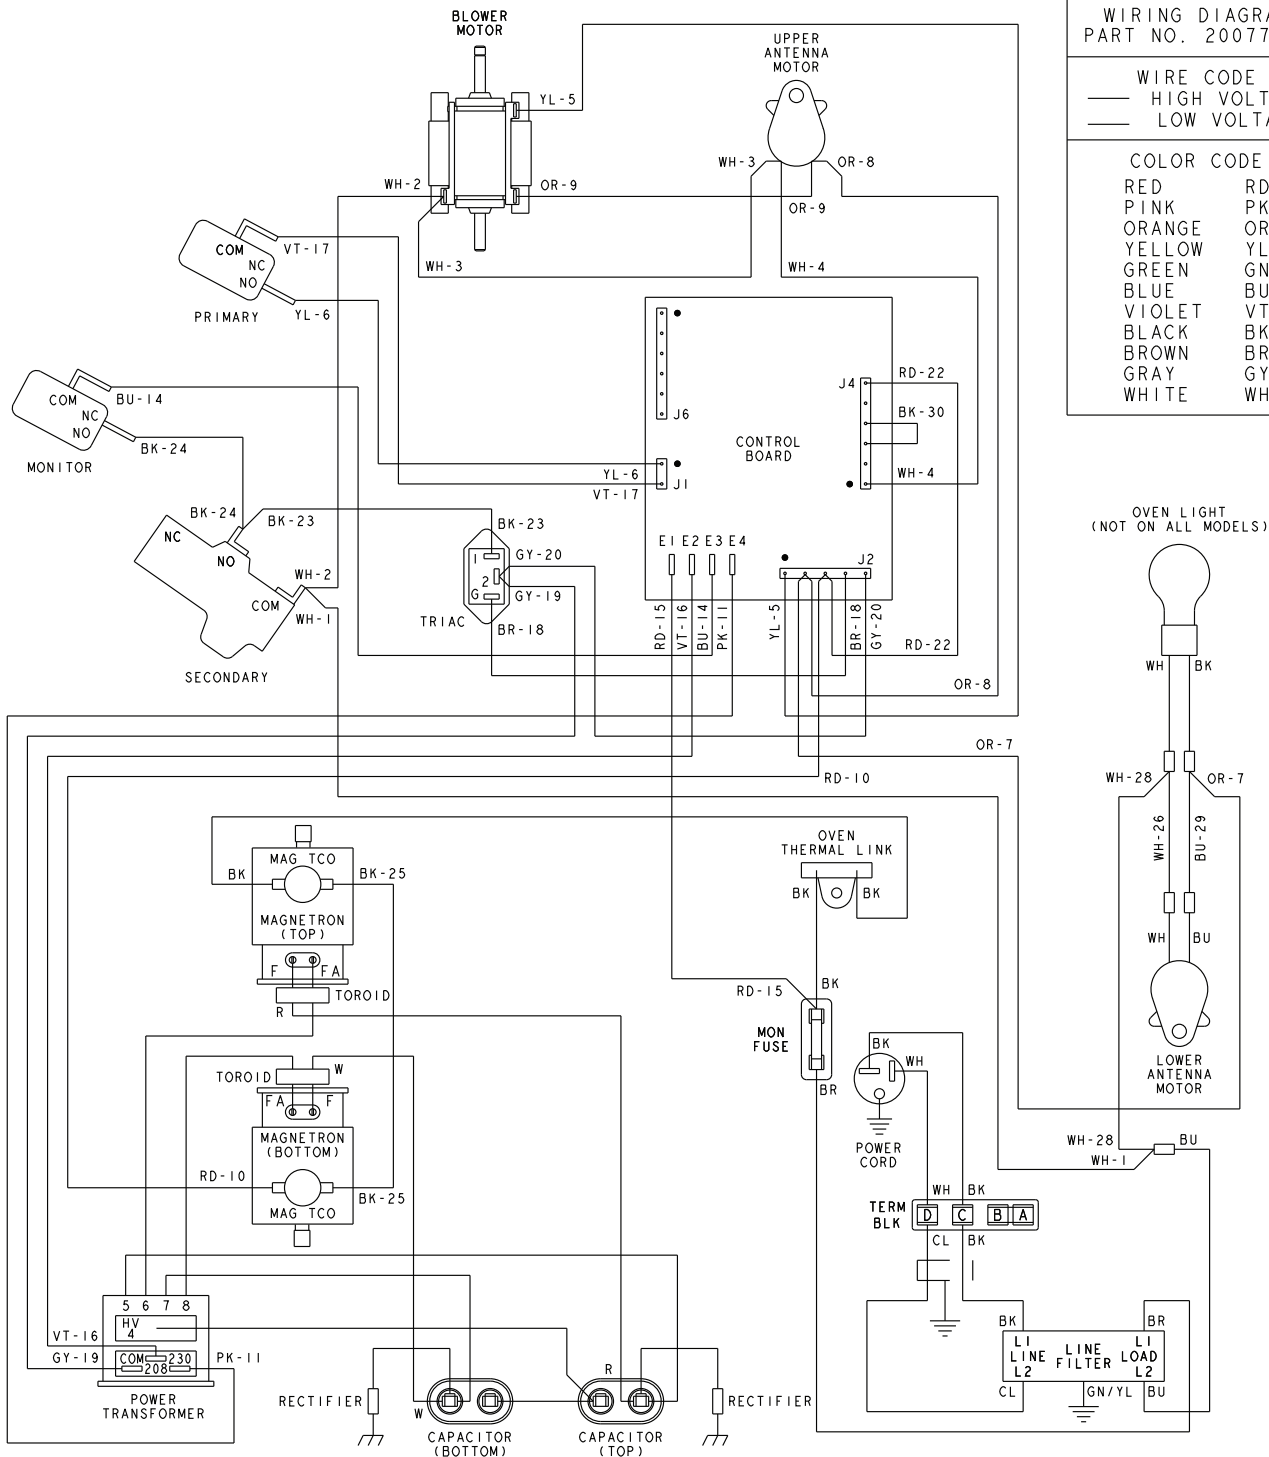 BLOWER
MOTOR
UPPER
ANTENNA
MOTOR
WIRING DIAGRA
PART NO. 20077
WIRE CODE
HIGH VOLT
LOW VOLTA
COLOR CODE
RED RD
PINK PK
ORANGE OR
YELLOW YL
GREEN GN
BLUE BU
VIOLET VT
BLACK BK
BROWN BR
GRAY GY
WHITE WH
YL-5
WH-3
OR-8
WH-2
OR-9
OR-9
COM
NC
NO
VT-17
WH-3
WH-4
YL-6
PRIMARY
COM
NC
NO
BU-14
BK-24
MONITOR
J4
RD-22
BK-30
J6
CONTROL
BOARD
WH-4
YL-6
VT-17
J1
BK-24
BK-23
NC
NO
WH-2
COM
WH-1
SECONDARY
BK-23
1
GY-20
2
GY-19
G
TRIAC
BR-18
E1 E2 E3 E4
J2
RD-15
VT-16
BU-14
PK-11
YL-5
BR-18
GY-20
RD-22
OR-8
OR-7
RD-10
OVEN LIGHT
(NOT ON ALL MODELS)
WH BK
WH-28 OR-7
WH-26
BU-29
WH BU
LOWER
ANTENNA
MOTOR
MAG TCO
BK BK-25
MAGNETRON
(TOP)
F FA
TOROID
R
OVEN
THERMAL LINK
BK BK
RD-15
BK
MON
FUSE
BR
BK
WH
POWER
CORD
TOROID
W
FA F
MAGNETRON
(BOTTOM)
RD-10
BK-25
MAG TCO
WH-28
WH-1
BU
WH BK
TERM
BLK
D C B A
CL BK
BK BR
L1 L1
LINE LINE LOAD
FILTER
L2 L2
CL GN/YL BU
5 6 7 8
HV
4
VT-16
GY-19
COM 230
208
PK-11
POWER
TRANSFORMER
RECTIFIER
W
CAPACITOR
(BOTTOM)
R
CAPACITOR
(TOP)
RECTIFIER